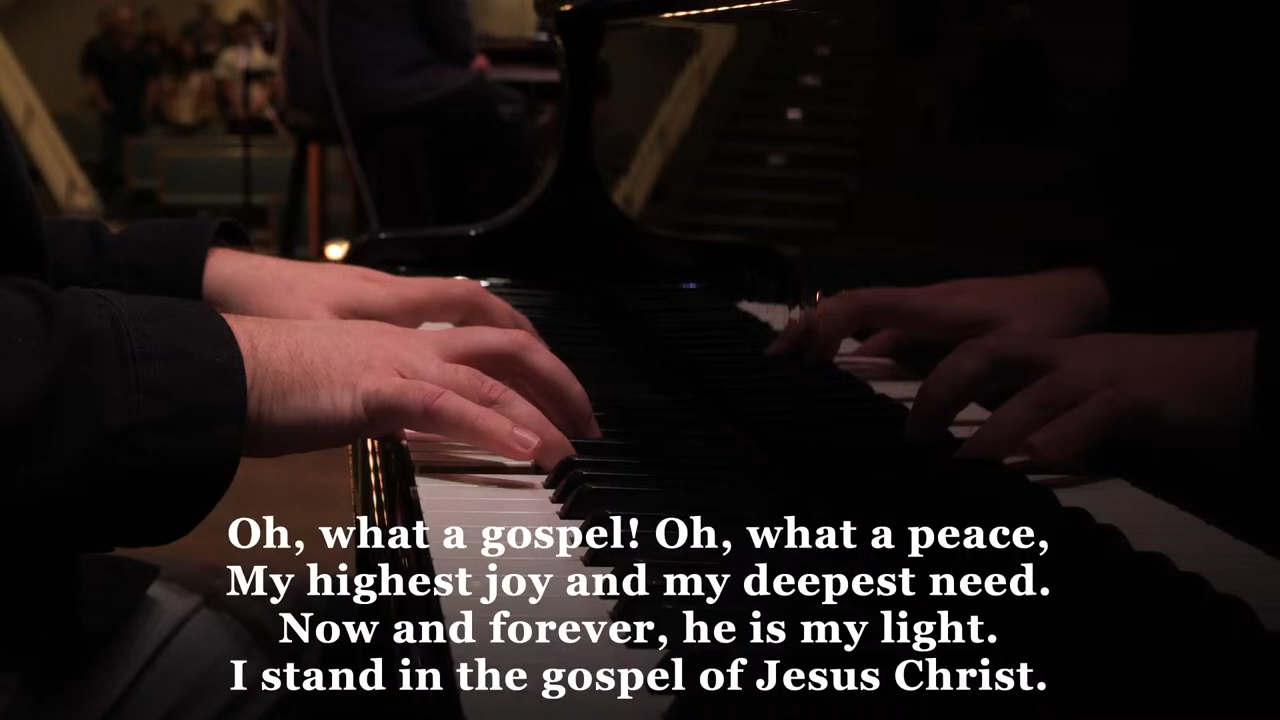 Oh, what a gospel! Oh, what a peace,
My highest joy and my deepest need.
Now and forever, he is my light.
I stand in the gospel of Jesus Christ.